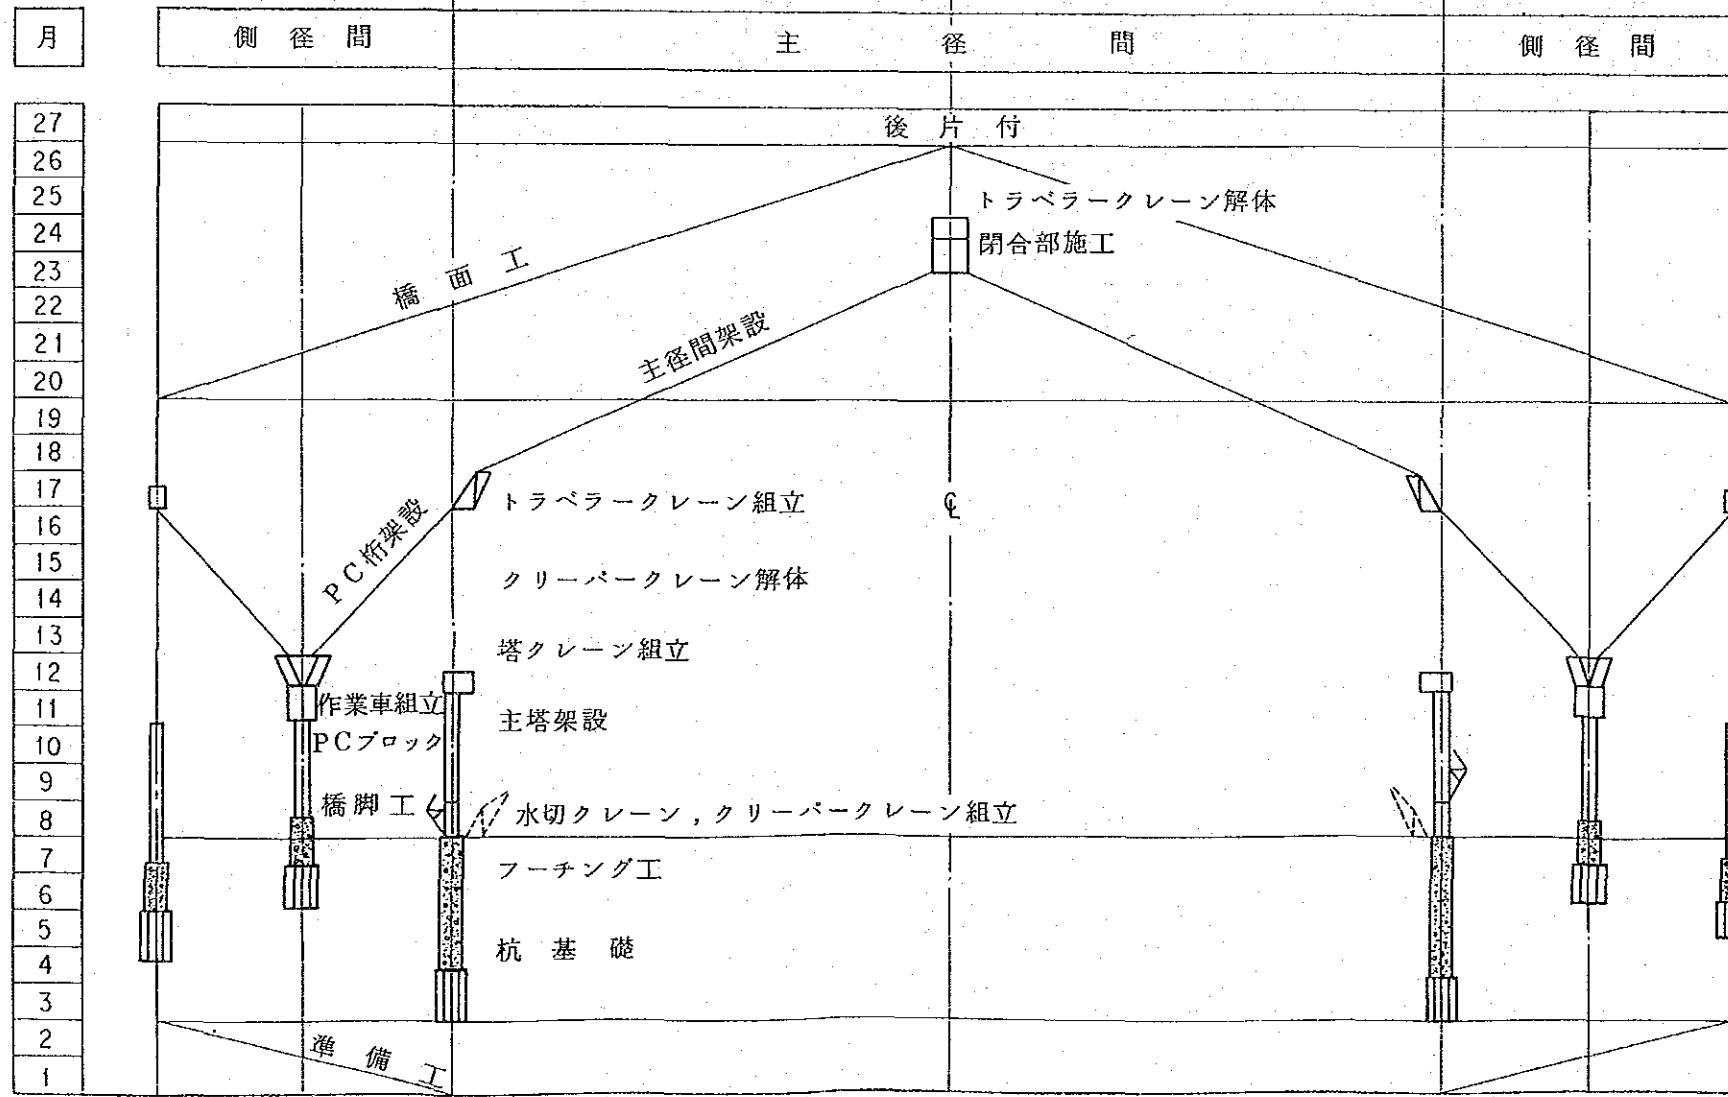 月
側径間
主径間
側径間
27
後片付
26
25
トラベラークレーン解体
24
閉合部施工
23
橋面工
22
21
主径間架設
20
19
18
17
トラベラークレーン組立
℄
16
PC桁架設
15
クリーパークレーン解体
14
13
塔クレーン組立
12
作業車組立
11
主塔架設
10
PCブロック
9
橋脚工
8
水切クレーン,クリーパークレーン組立
7
フーチング工
6
5
杭基礎
4
3
2
準備工
1